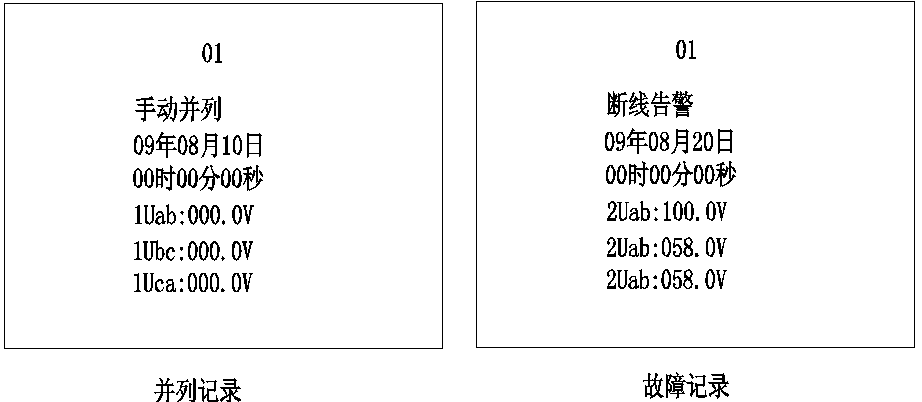 01
手动并列
09年08月10日
00时00分00秒
1Uab:000.0V
1Ubc:000.0V
1Uca:000.0V
并列记录
01
断线告警
09年08月20日
00时00分00秒
2Uab:100.0V
2Uab:058.0V
2Uab:058.0V
故障记录